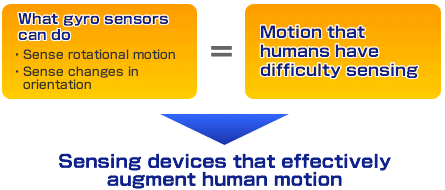 What gyro sensors
can do
・Sense rotational motion
・Sense changes in
orientation
=
Motion that
humans have
difficulty sensing
Sensing devices that effectively
augment human motion